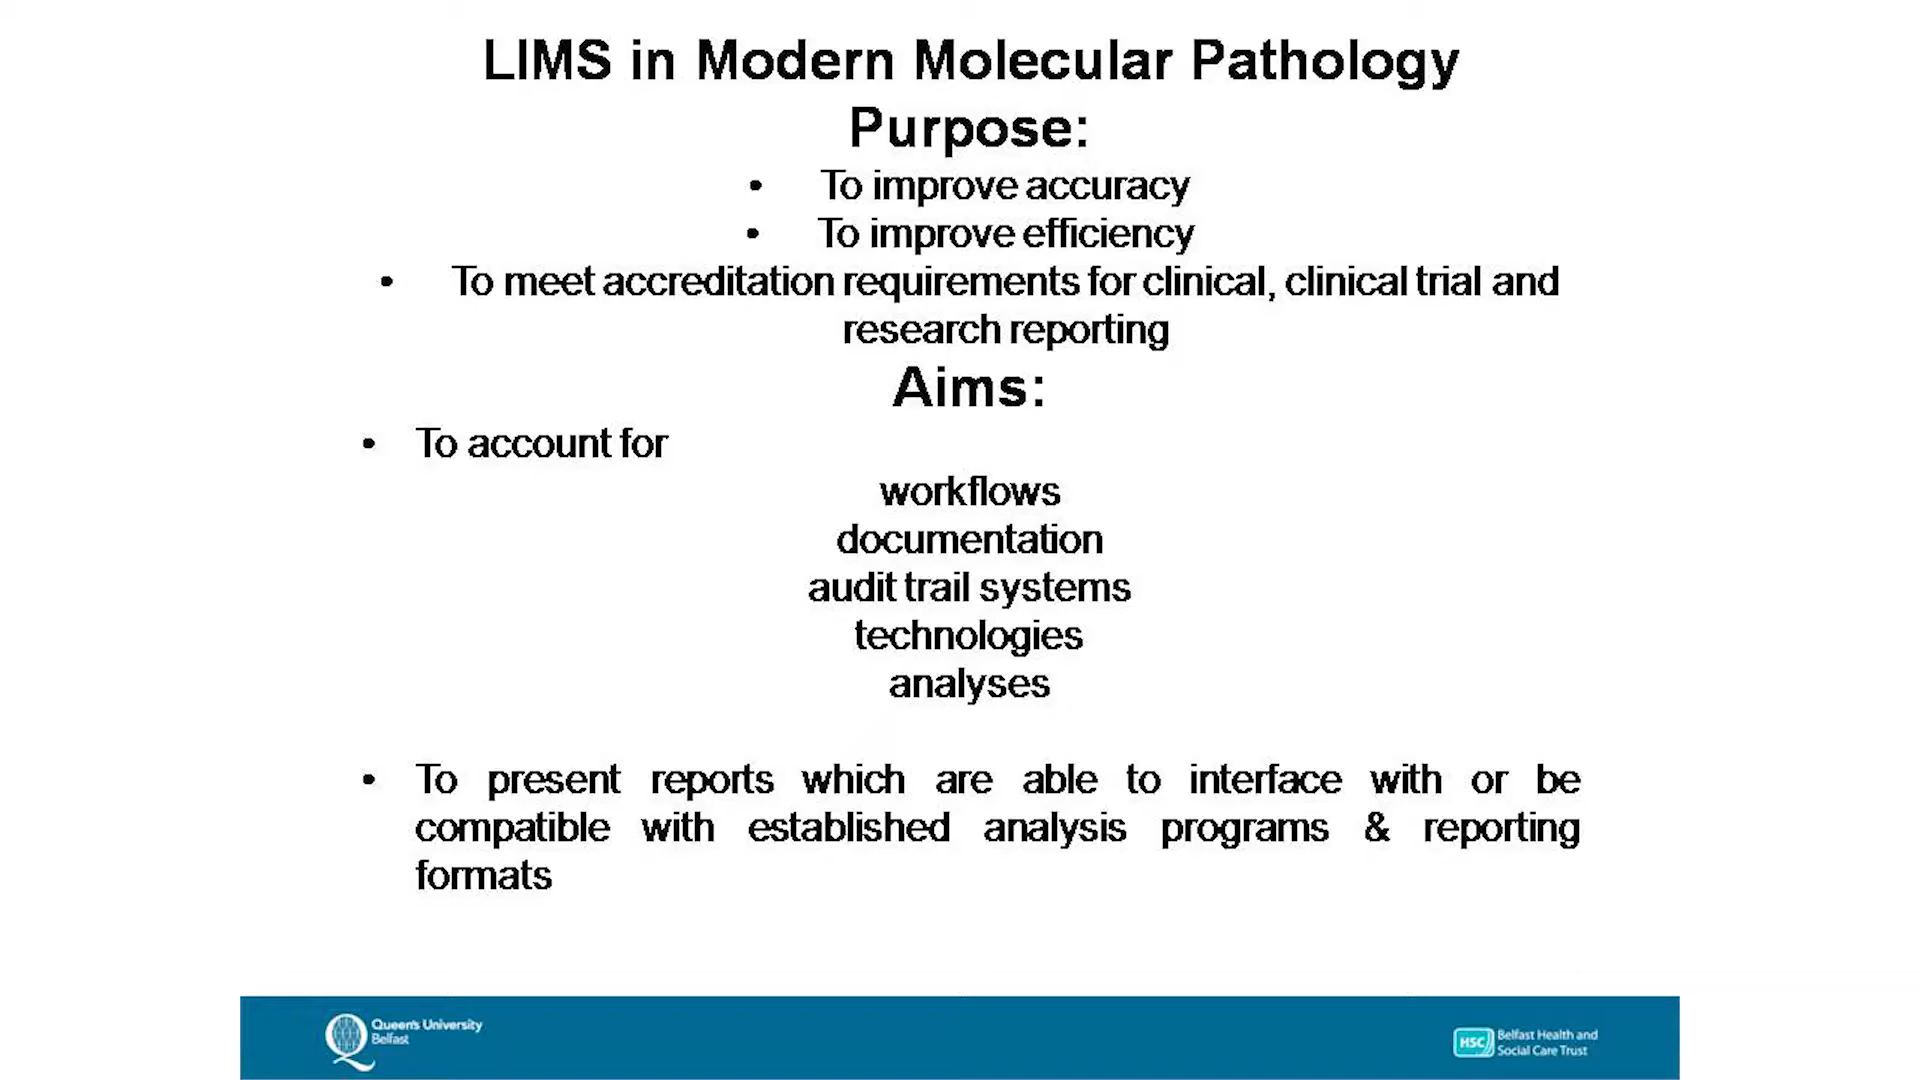 LIMS in Modern Molecular Pathology
Purpose:
• To improve accuracy
• To improve efficiency
• To meet accreditation requirements for clinical, clinical trial and
research reporting
Aims:
• To account for
workflows
documentation
audit trail systems
technologies
analyses
• To present reports which are able to interface with or be
compatible with established analysis programs & reporting
formats
Queen's University
Belfast
HSC
Belfast Health and
Social Care Trust